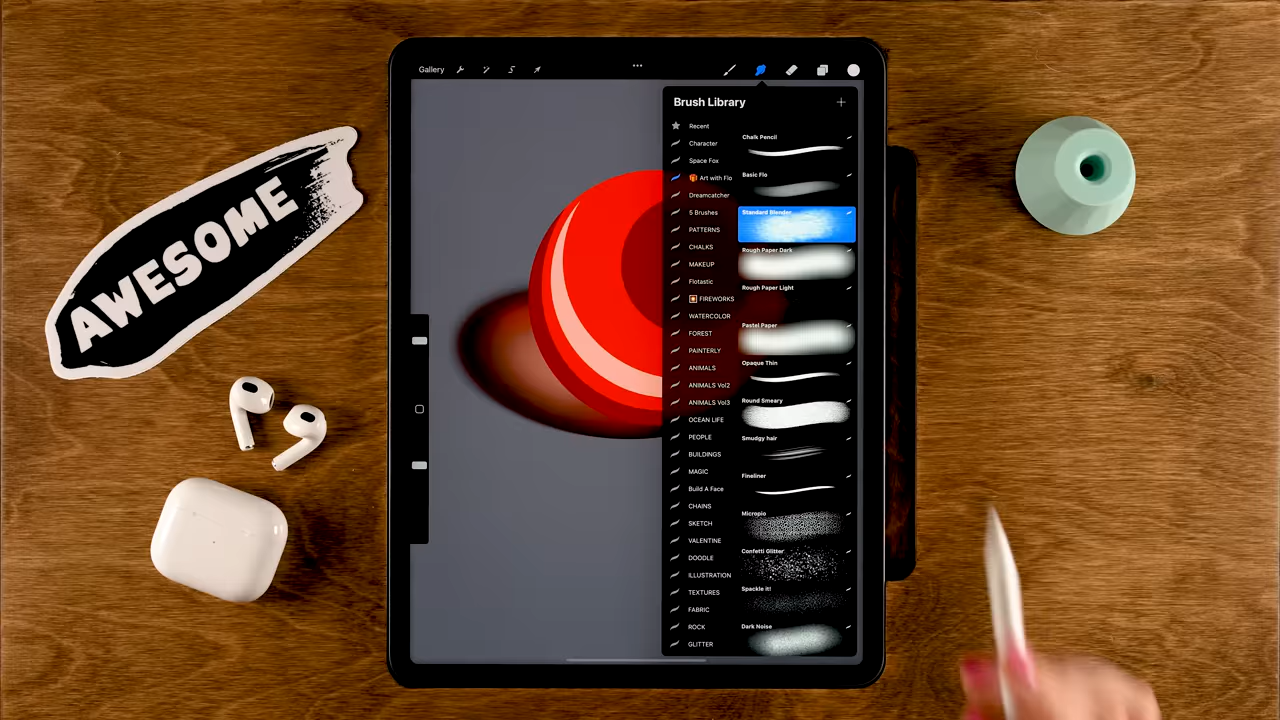 AWESOME
Gallery
Brush Library
Recent
Character
Space Fox
Art with Flo
Dreamcatcher
5 Brushes
PATTERNS
CHALKS
MAKEUP
Flotastic
FIREWORKS
WATERCOLOR
FOREST
PAINTERLY
ANIMALS
ANIMALS Vol2
ANIMALS Vol3
OCEAN LIFE
PEOPLE
BUILDINGS
MAGIC
Build A Face
CHAINS
SKETCH
VALENTINE
DOODLE
ILLUSTRATION
TEXTURES
FABRIC
ROCK
GLITTER
Chalk Pencil
Basic Flo
Standard Blender
Rough Paper Dark
Rough Paper Light
Pastel Paper
Opaque Thin
Round Smeary
Smudgy hair
Fineliner
Micropio
Confetti Glitter
Spackle it!
Dark Noise